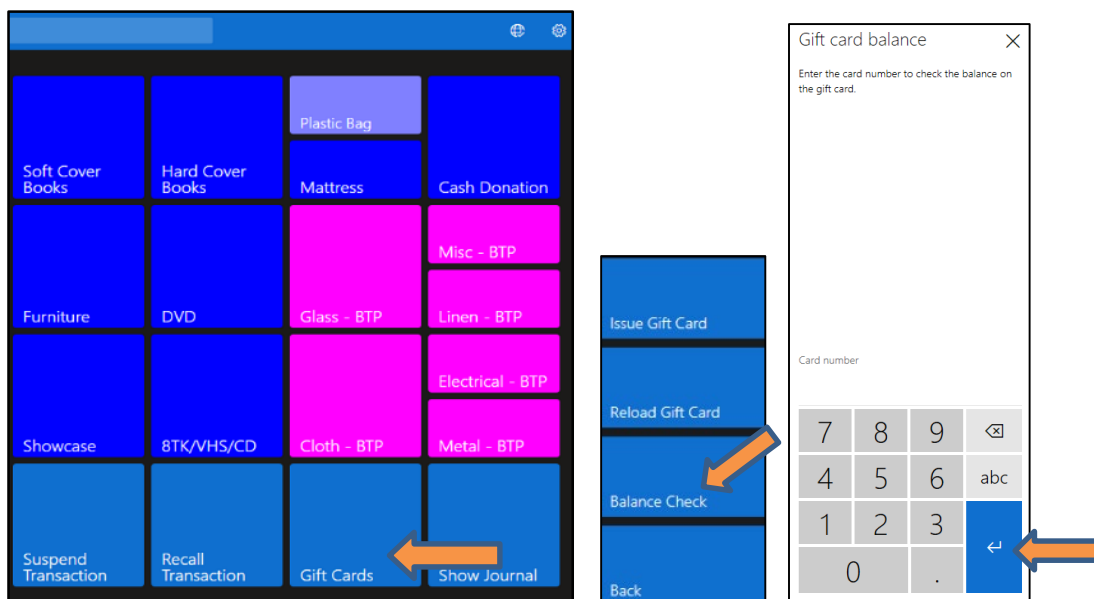 Plastic Bag
Soft Cover
Books
Hard Cover
Books
Mattress
Cash Donation
Misc - BTP
Furniture
DVD
Glass - BTP
Linen - BTP
Electrical - BTP
Showcase
8TK/VHS/CD
Cloth - BTP
Metal - BTP
Suspend
Transaction
Recall
Transaction
Gift Cards
Show Journal
Issue Gift Card
Reload Gift Card
Balance Check
Back
Gift card balance
Enter the card number to check the balance on
the gift card.
Card number
7 8 9
4 5 6 abc
1 2 3
0 .